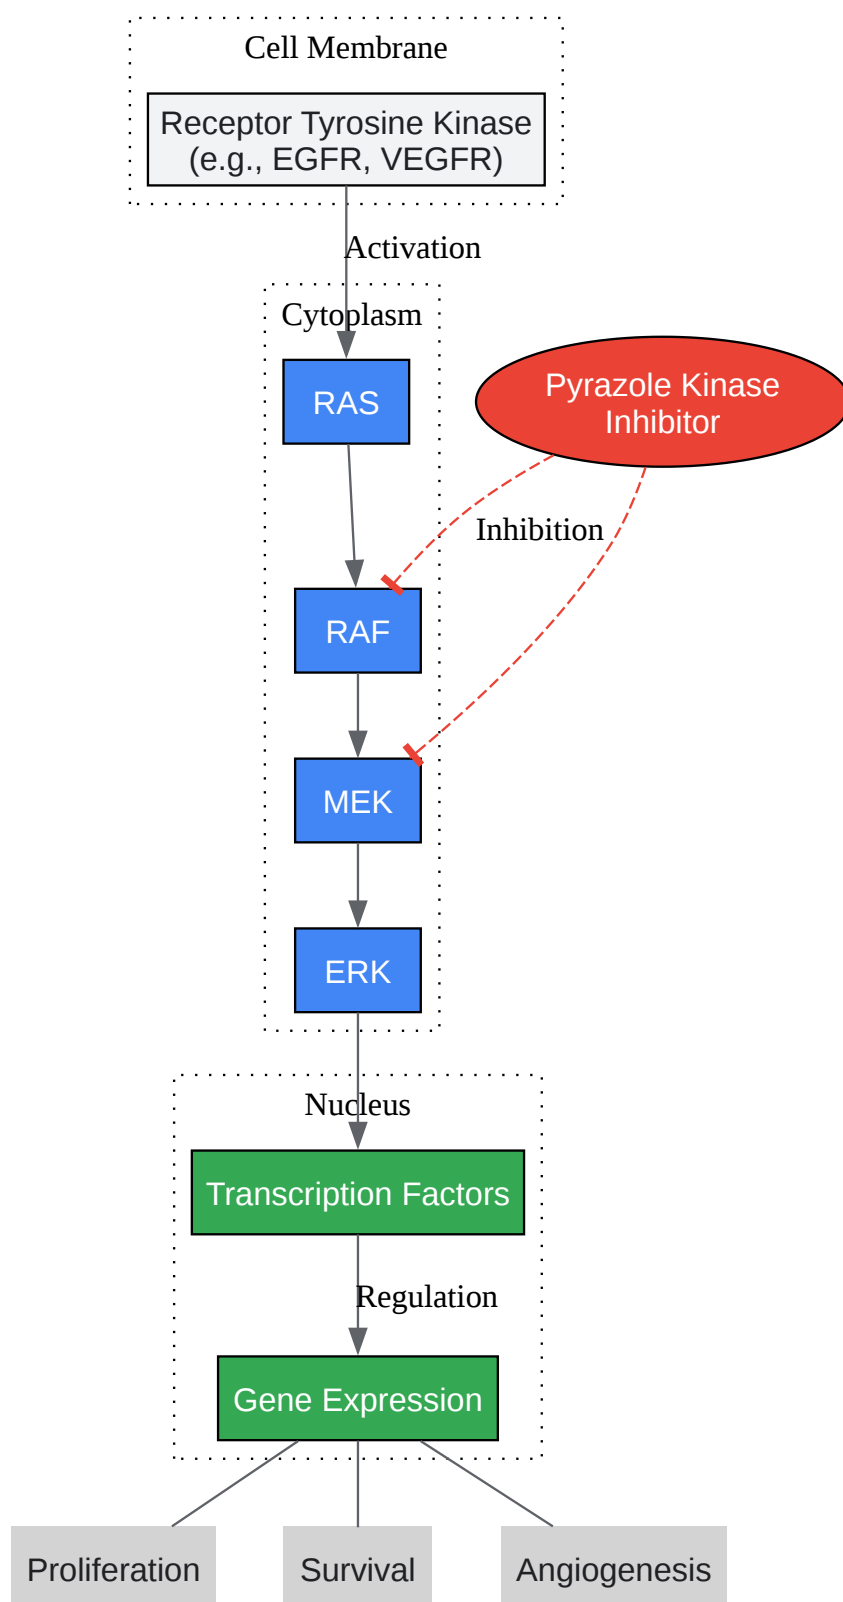 Cell Membrane
Receptor Tyrosine Kinase
(e.g., EGFR, VEGFR)
Activation
Cytoplasm
RAS
Pyrazole Kinase
Inhibitor
Inhibition
RAF
MEK
ERK
Nucleus
Transcription Factors
Regulation
Gene Expression
Proliferation
Survival
Angiogenesis